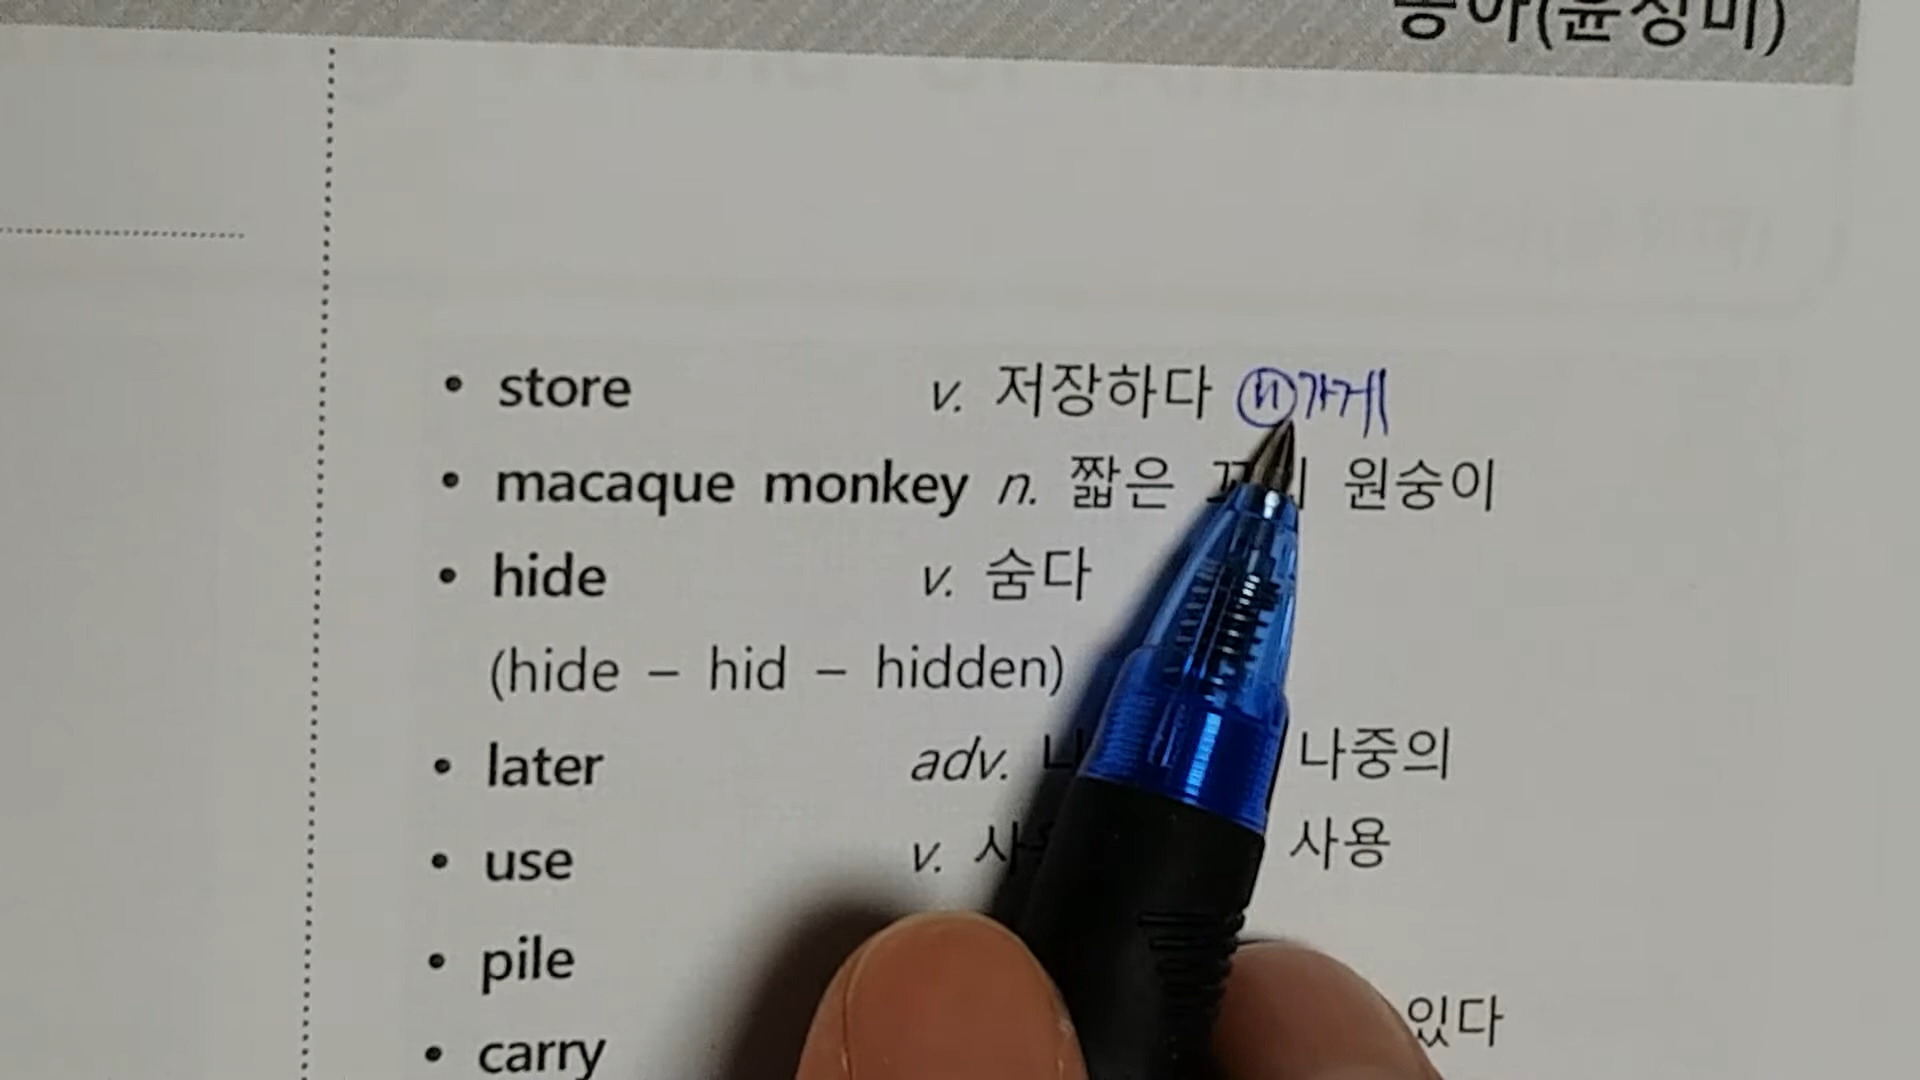 동아(윤정미)
• store v. 저장하다 ⓝ가게
• macaque monkey n. 짧은 원숭이
• hide v. 숨다
(hide – hid – hidden)
• later adv. 나중의
• use v. 사용
• pile
• carry 있다